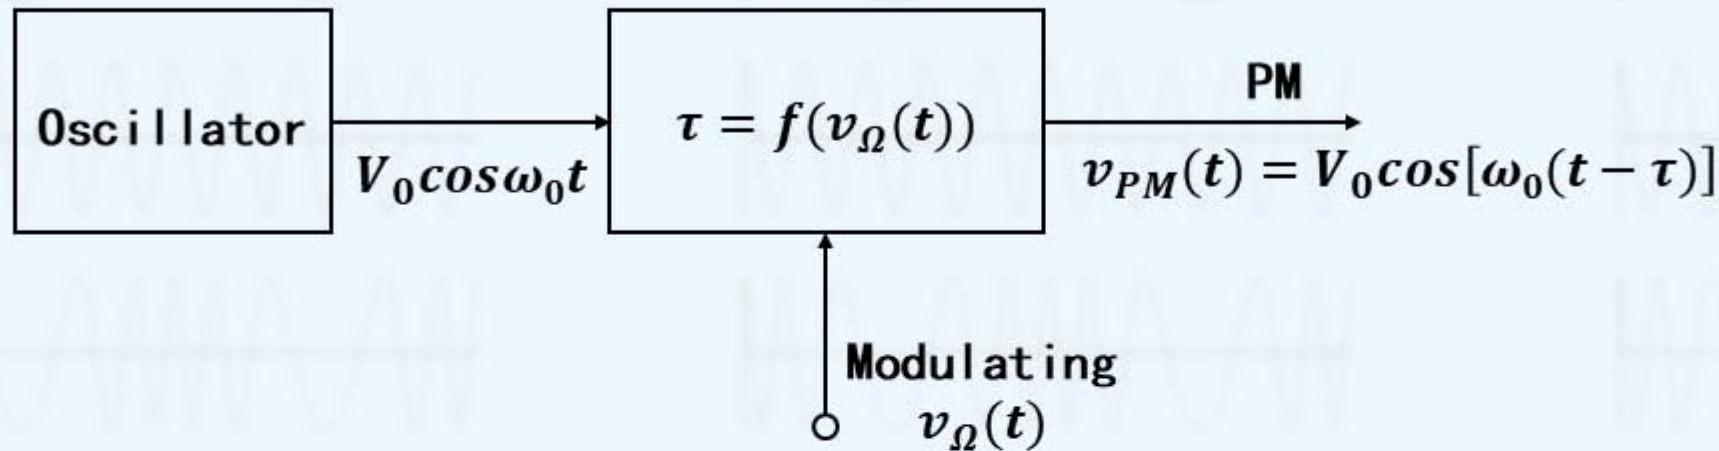 Oscillator
V₀cosω₀t
τ = f(v_Ω(t))
PM
v_PM(t) = V₀cos[ω₀(t − τ)]
Modulating
v_Ω(t)